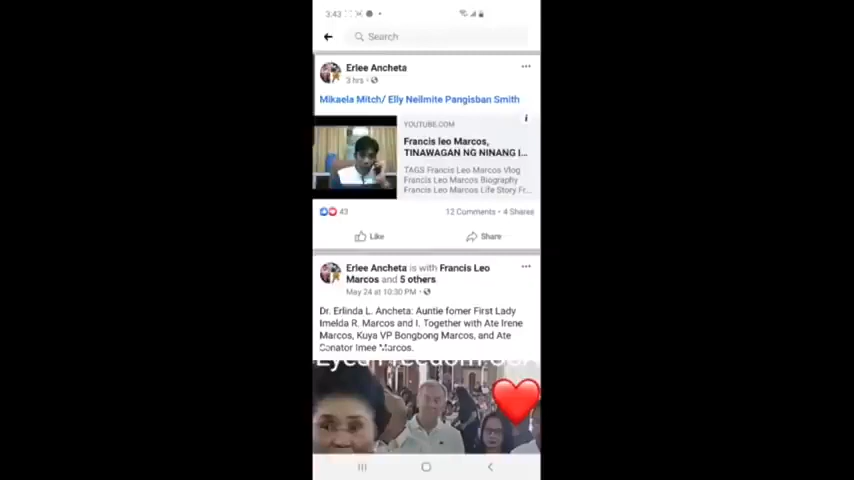 3:43
Search
Erlee Ancheta
3 hrs
Mikaela Mitch/ Elly Neilmite Pangisban Smith
YOUTUBE.COM
Francis leo Marcos,
TINAWAGAN NG NINANG I...
TAGS Francis Leo Marcos Vlog
Francis Leo Marcos Biography
Francis Leo Marcos Life Story Fr...
43
12 Comments • 4 Shares
Like
Share
Erlee Ancheta is with Francis Leo
Marcos and 5 others
May 24 at 10:30 PM
Dr. Erlinda L. Ancheta: Auntie fomer First Lady
Imelda R. Marcos and I. Together with Ate Irene
Marcos, Kuya VP Bongbong Marcos, and Ate
Senator Imee Marcos.